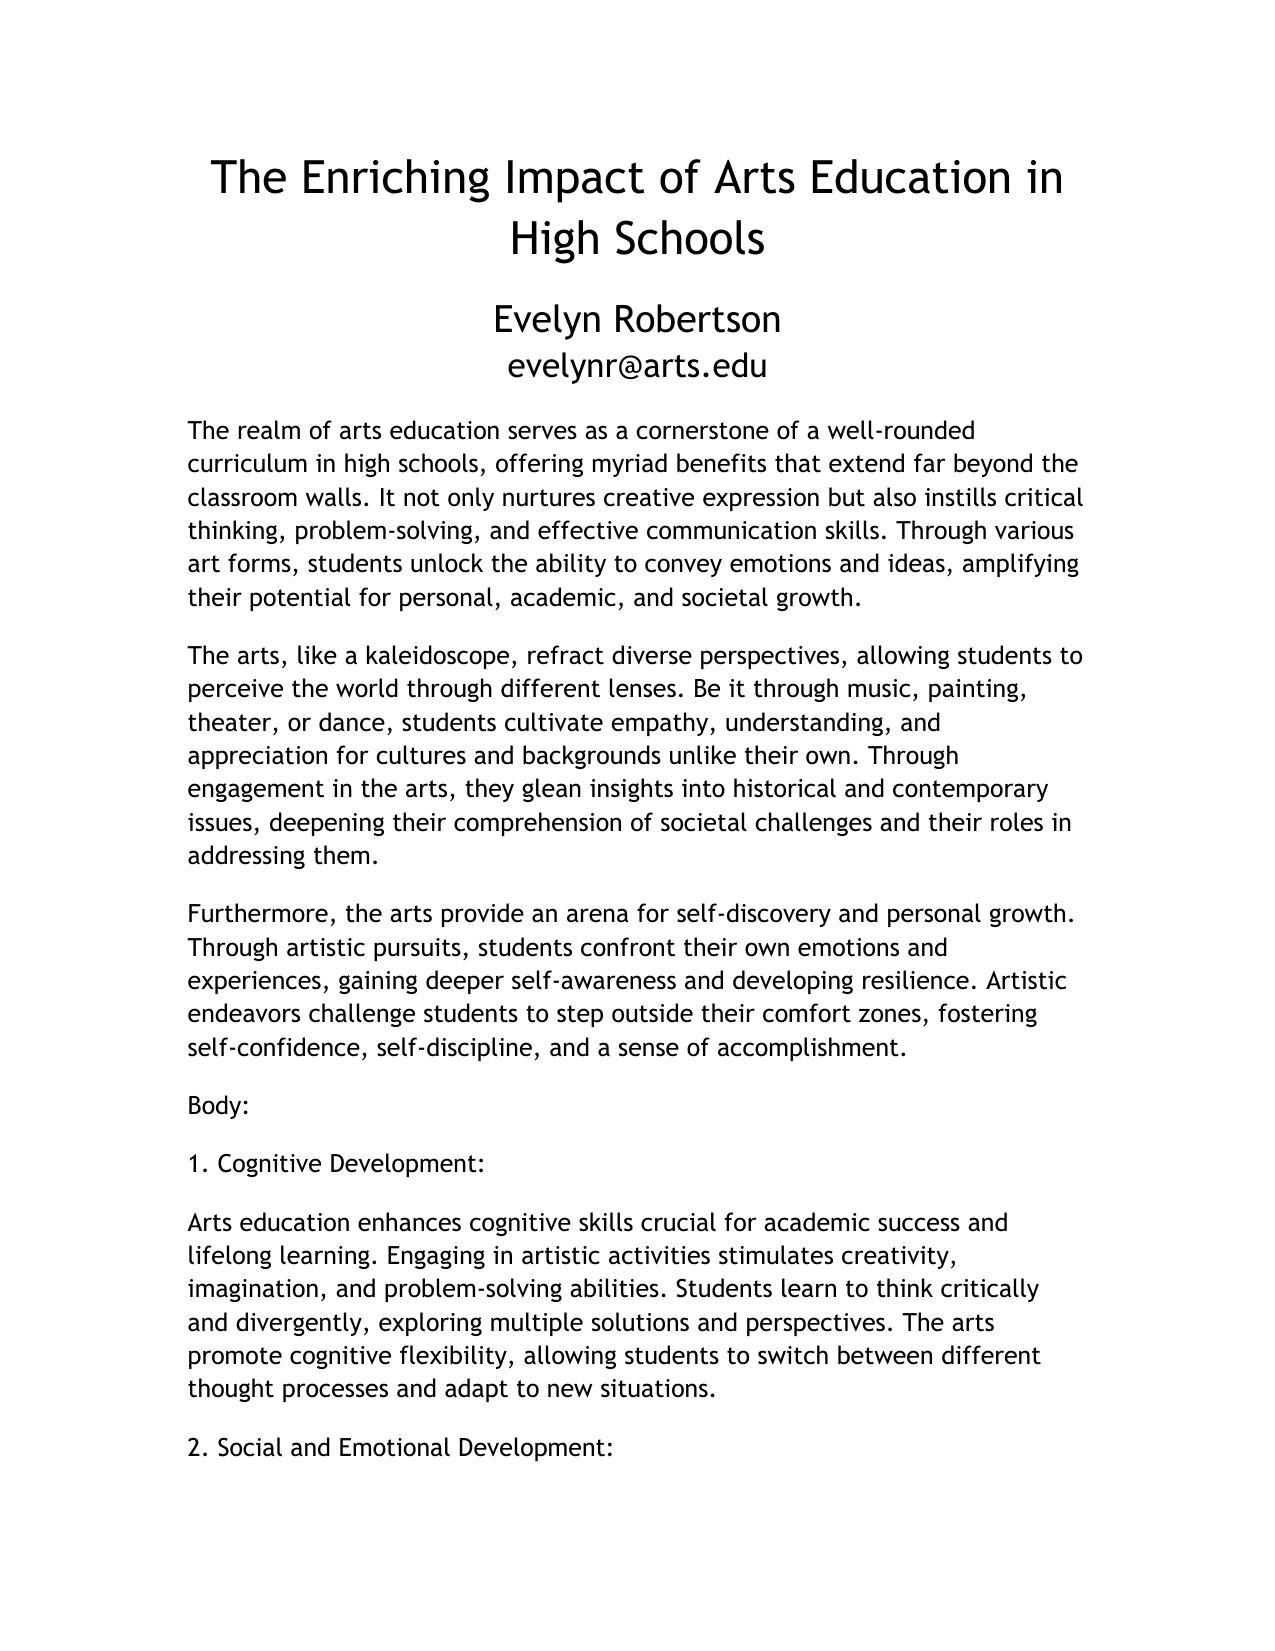 The Enriching Impact of Arts Education in
High Schools
Evelyn Robertson
evelynr@arts.edu
The realm of arts education serves as a cornerstone of a well-rounded
curriculum in high schools, offering myriad benefits that extend far beyond the
classroom walls. It not only nurtures creative expression but also instills critical
thinking, problem-solving, and effective communication skills. Through various
art forms, students unlock the ability to convey emotions and ideas, amplifying
their potential for personal, academic, and societal growth.
The arts, like a kaleidoscope, refract diverse perspectives, allowing students to
perceive the world through different lenses. Be it through music, painting,
theater, or dance, students cultivate empathy, understanding, and
appreciation for cultures and backgrounds unlike their own. Through
engagement in the arts, they glean insights into historical and contemporary
issues, deepening their comprehension of societal challenges and their roles in
addressing them.
Furthermore, the arts provide an arena for self-discovery and personal growth.
Through artistic pursuits, students confront their own emotions and
experiences, gaining deeper self-awareness and developing resilience. Artistic
endeavors challenge students to step outside their comfort zones, fostering
self-confidence, self-discipline, and a sense of accomplishment.
Body:
1. Cognitive Development:
Arts education enhances cognitive skills crucial for academic success and
lifelong learning. Engaging in artistic activities stimulates creativity,
imagination, and problem-solving abilities. Students learn to think critically
and divergently, exploring multiple solutions and perspectives. The arts
promote cognitive flexibility, allowing students to switch between different
thought processes and adapt to new situations.
2. Social and Emotional Development: